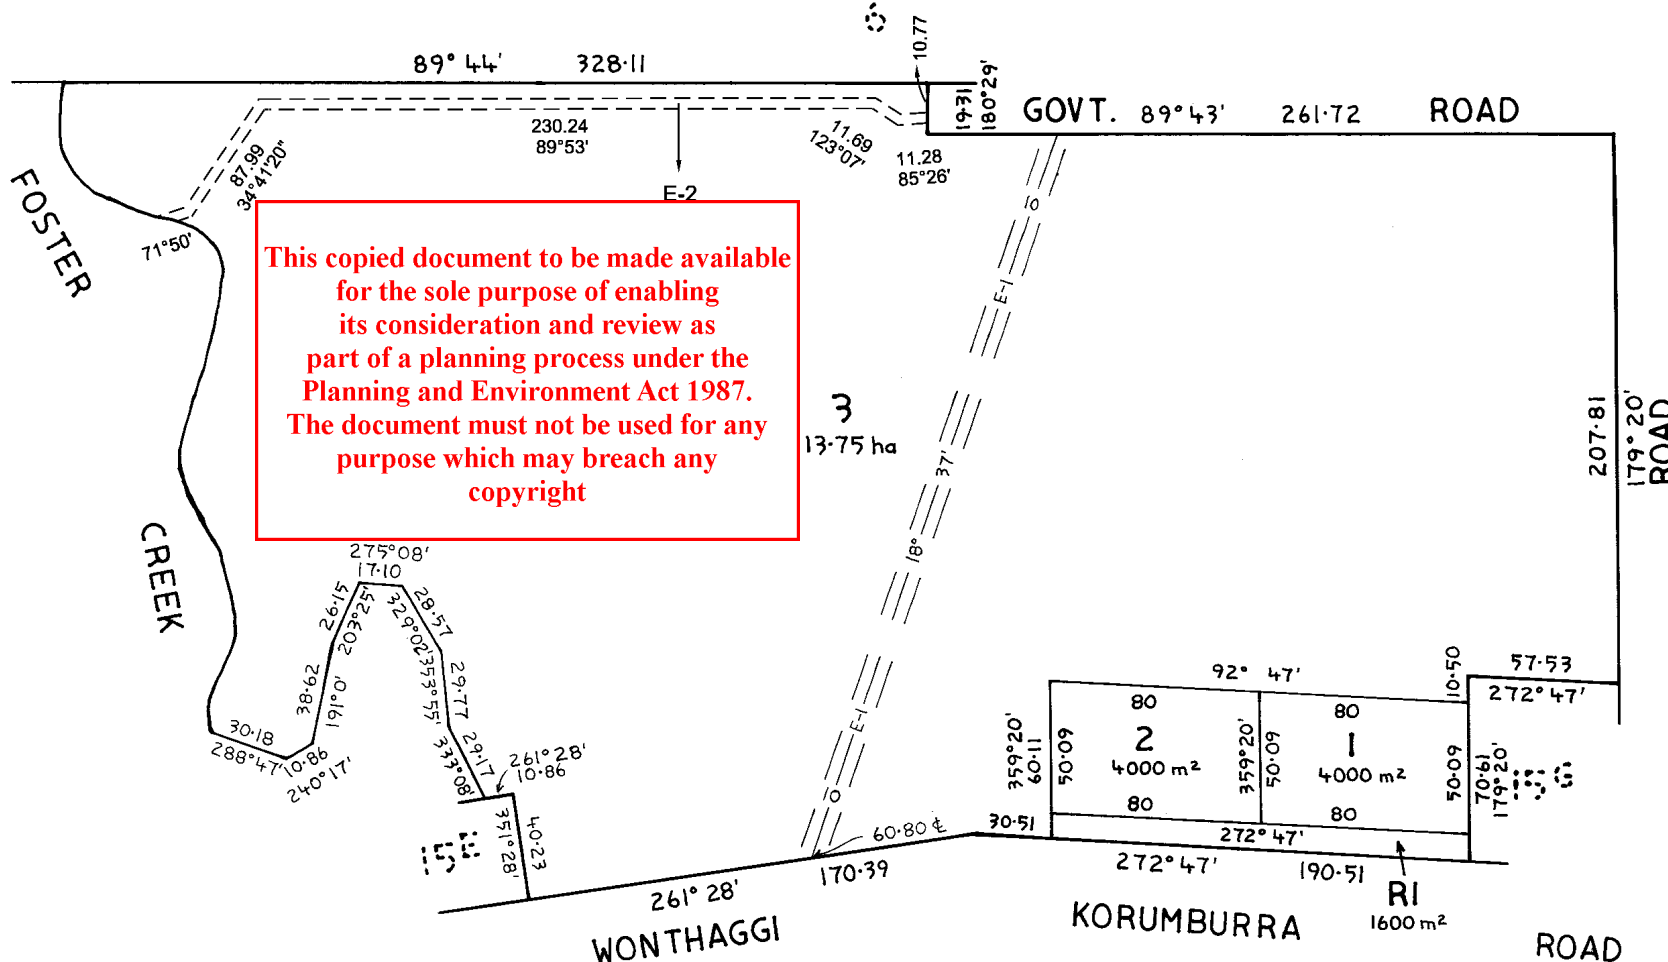 6
10.77
89° 44' 328·11
19·31
180° 29'
GOVT. 89° 43' 261·72 ROAD
230.24
89°53'
11.69
123°07'
11.28
85°26'
87.99
34°41'20"
E-2
71°50'
FOSTER
CREEK
This copied document to be made available
for the sole purpose of enabling
its consideration and review as
part of a planning process under the
Planning and Environment Act 1987.
The document must not be used for any
purpose which may breach any
copyright
3
13·75 ha
10
E-1
37'
18°
E-1
10
207·81
179° 20'
ROAD
275°08'
17·10
26·15
203°25'
28·57
329°02'
38·62
191°0'
29·77
353°55'
29·17
333°08'
30·18
288°47'
10·86
240°17'
261°28'
10·86
40·23
351°28'
15E
92° 47'
10·50
57·53
272° 47'
80
80
2
4000 m²
1
4000 m²
359°20'
60·11
50·09
359°20'
50·09
50·09
70·61
179°20'
15G
80
80
272° 47'
30·51
60·80 ℄
170·39
261° 28'
272° 47' 190·51
R1
1600 m²
WONTHAGGI KORUMBURRA ROAD